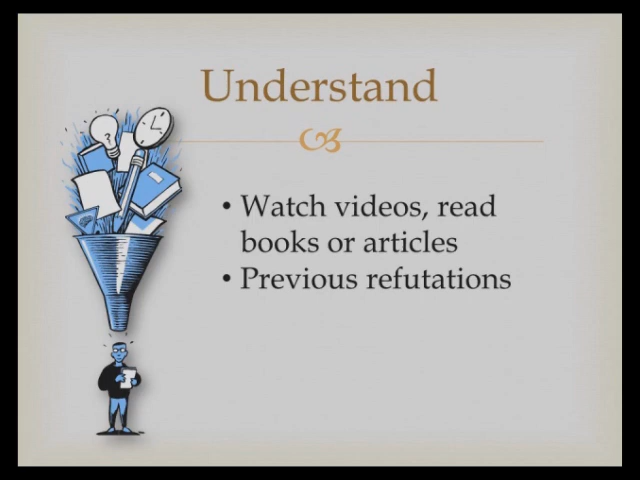 Understand
• Watch videos, read
books or articles
• Previous refutations